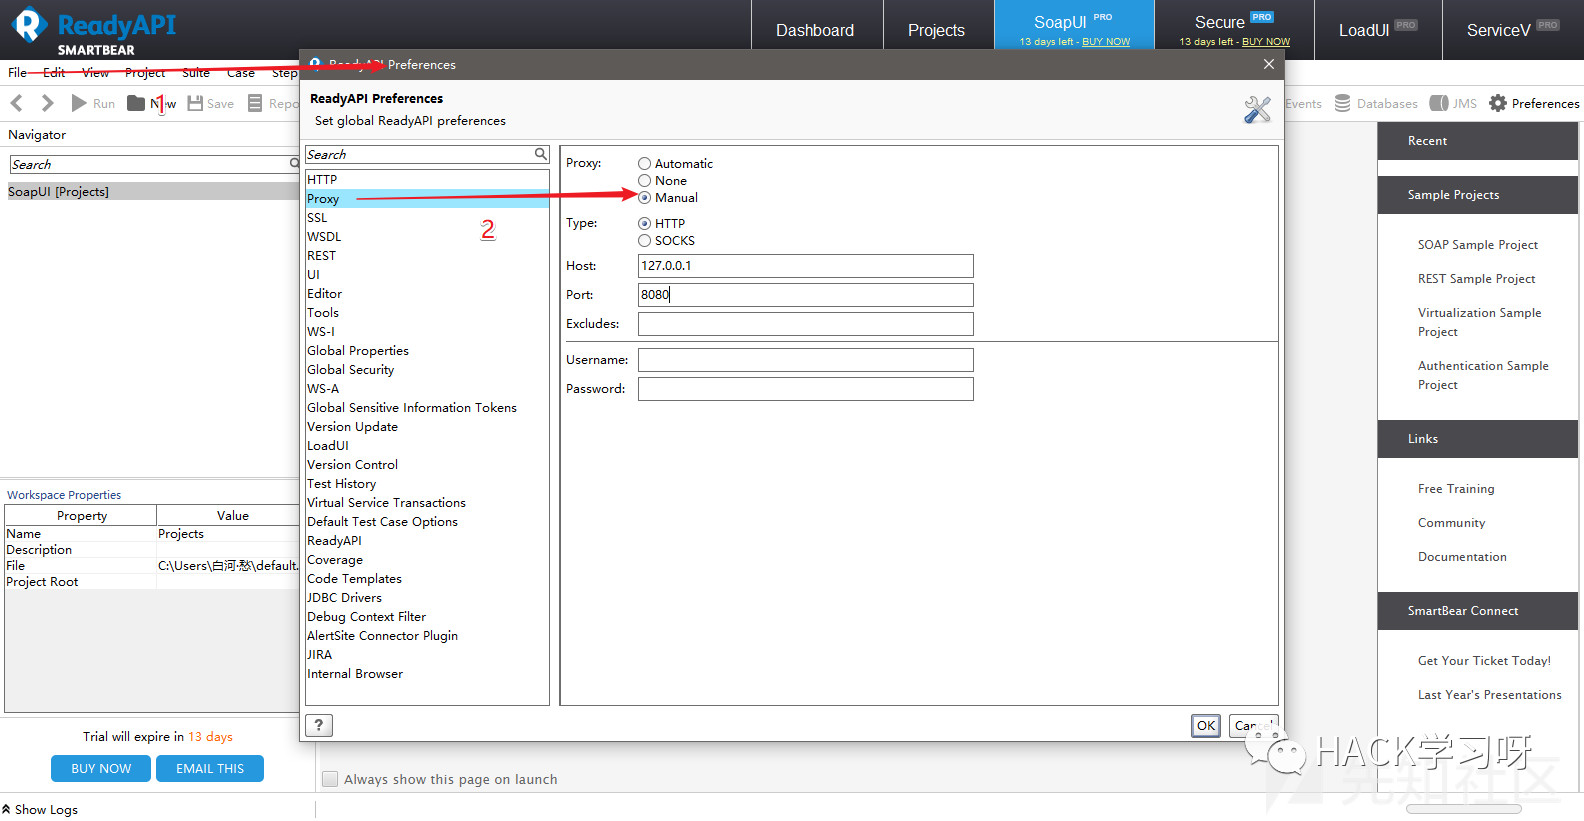 ReadyAPI
SMARTBEAR
Dashboard
Projects
SoapUI PRO
13 days left - BUY NOW
Secure PRO
13 days left - BUY NOW
LoadUI PRO
ServiceV PRO
File Edit View Project Suite Case Step
ReadyAPI Preferences
Run
New
Save
Repo
1
Events
Databases
JMS
Preferences
ReadyAPI Preferences
Set global ReadyAPI preferences
Navigator
Search
SoapUI [Projects]
Search
HTTP
Proxy
SSL
WSDL
REST
UI
Editor
Tools
WS-I
Global Properties
Global Security
WS-A
Global Sensitive Information Tokens
Version Update
LoadUI
Version Control
Test History
Virtual Service Transactions
Default Test Case Options
ReadyAPI
Coverage
Code Templates
JDBC Drivers
Debug Context Filter
AlertSite Connector Plugin
JIRA
Internal Browser
2
Proxy:
Automatic
None
Manual
Type:
HTTP
SOCKS
Host: 127.0.0.1
Port: 8080
Excludes:
Username:
Password:
?
OK
Cancel
Recent
Sample Projects
SOAP Sample Project
REST Sample Project
Virtualization Sample
Project
Authentication Sample
Project
Links
Free Training
Community
Documentation
SmartBear Connect
Get Your Ticket Today!
Last Year's Presentations
Workspace Properties
Property Value
Name Projects
Description
File C:\Users\白河·愁\default.
Project Root
Trial will expire in 13 days
BUY NOW
EMAIL THIS
Always show this page on launch
Show Logs
HACK学习呀
先知社区